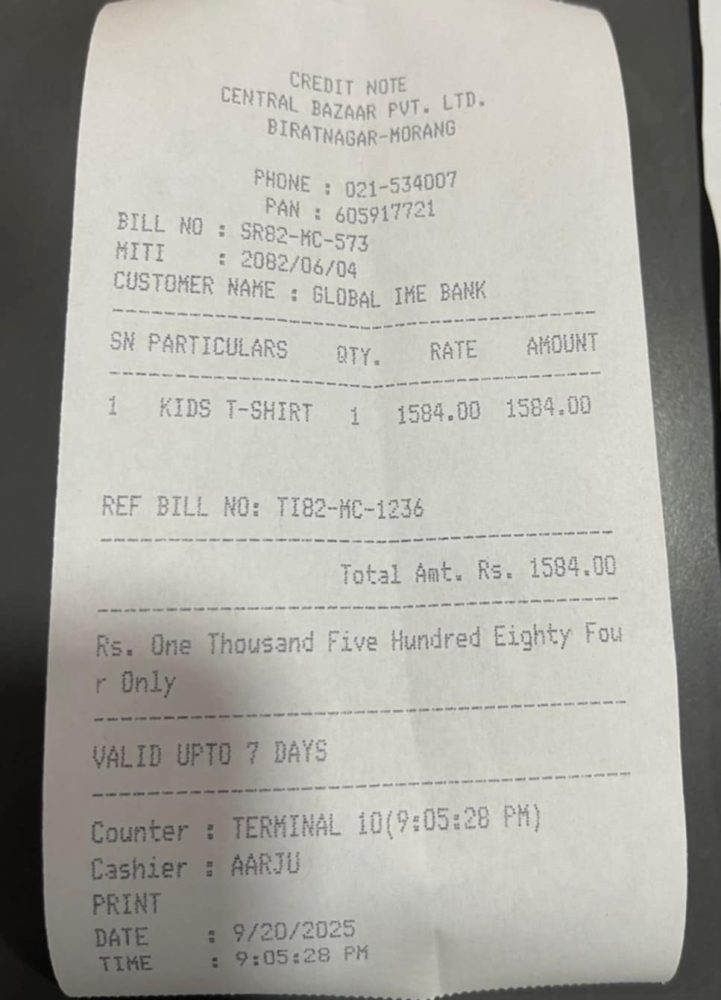 CREDIT NOTE
CENTRAL BAZAAR PVT. LTD.
BIRATNAGAR-MORANG
PHONE : 021-534007
PAN : 605917721
BILL NO : SR82-MC-573
MITI : 2082/06/04
CUSTOMER NAME : GLOBAL IME BANK
SN PARTICULARS QTY. RATE AMOUNT
1 KIDS T-SHIRT 1 1584.00 1584.00
REF BILL NO: TI82-MC-1236
Total Amt. Rs. 1584.00
Rs. One Thousand Five Hundred Eighty Fou
r Only
VALID UPTO 7 DAYS
Counter : TERMINAL 10(9:05:28 PM)
Cashier : AARJU
PRINT
DATE : 9/20/2025
TIME : 9:05:28 PM